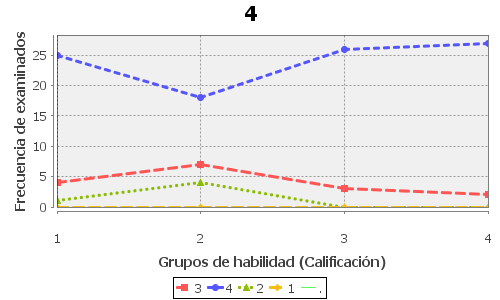 4
Frecuencia de examinados
25
20
15
10
5
0
1 2 3 4
Grupos de habilidad (Calificación)
3 4 2 1 .